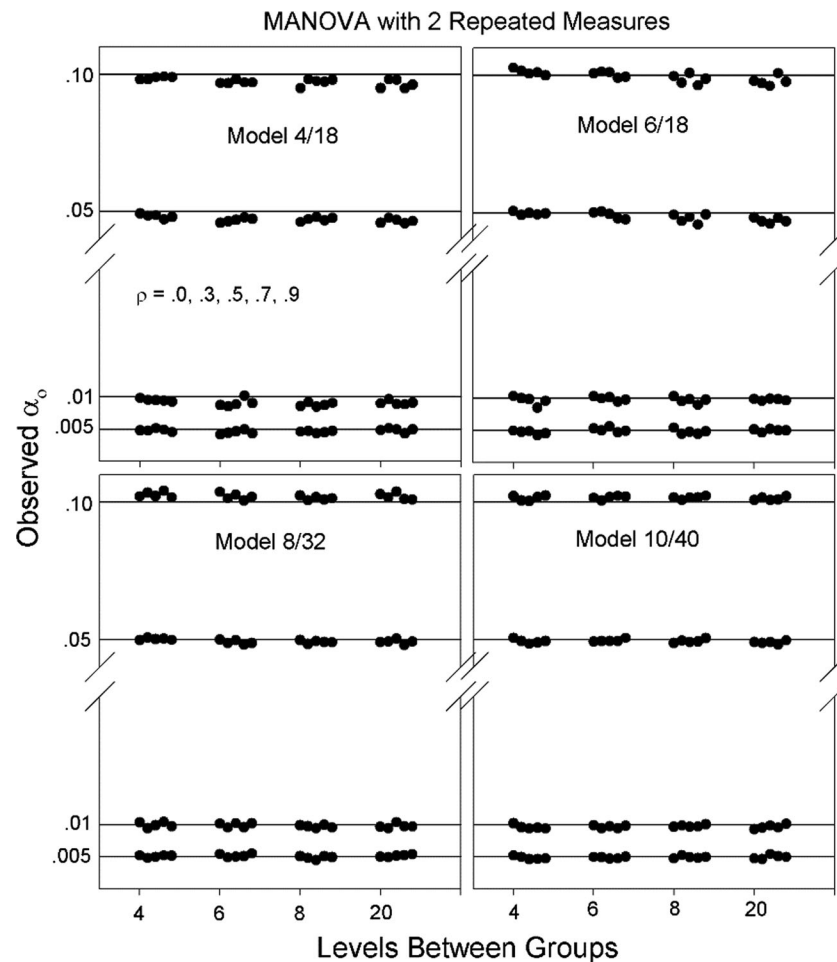 MANOVA with 2 Repeated Measures
.10
Model 4/18
Model 6/18
.05
ρ = .0, .3, .5, .7, .9
.01
.005
Observed αo
.10
Model 8/32
Model 10/40
.05
.01
.005
4 6 8 20 4 6 8 20
Levels Between Groups